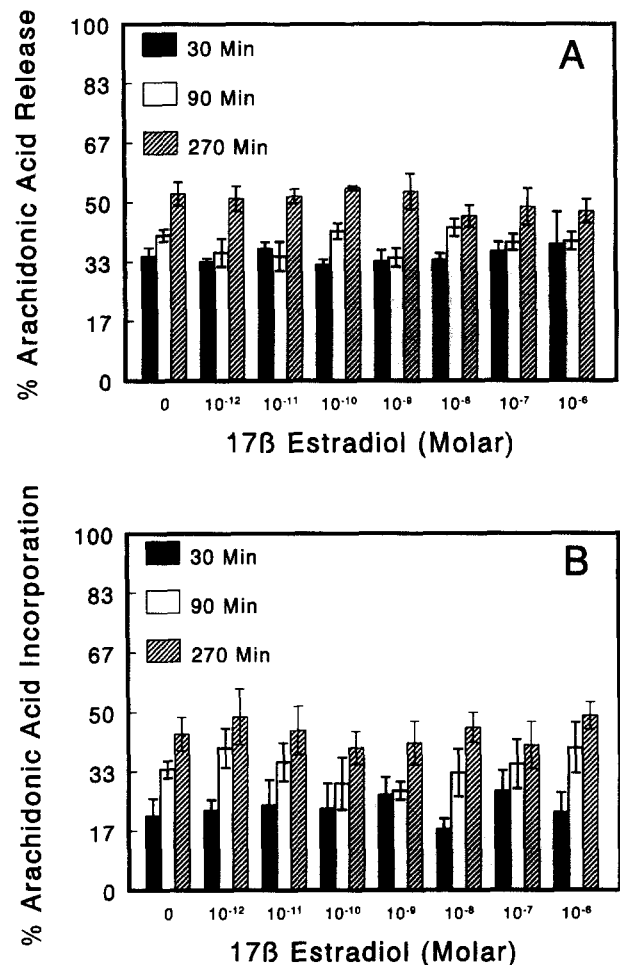 % Arachidonic Acid Release
100
83
67
50
33
17
0
30 Min
90 Min
270 Min
A
0 10-12 10-11 10-10 10-9 10-8 10-7 10-6
17ß Estradiol (Molar)
% Arachidonic Acid Incorporation
100
83
67
50
33
17
0
30 Min
90 Min
270 Min
B
0 10-12 10-11 10-10 10-9 10-8 10-7 10-6
17ß Estradiol (Molar)